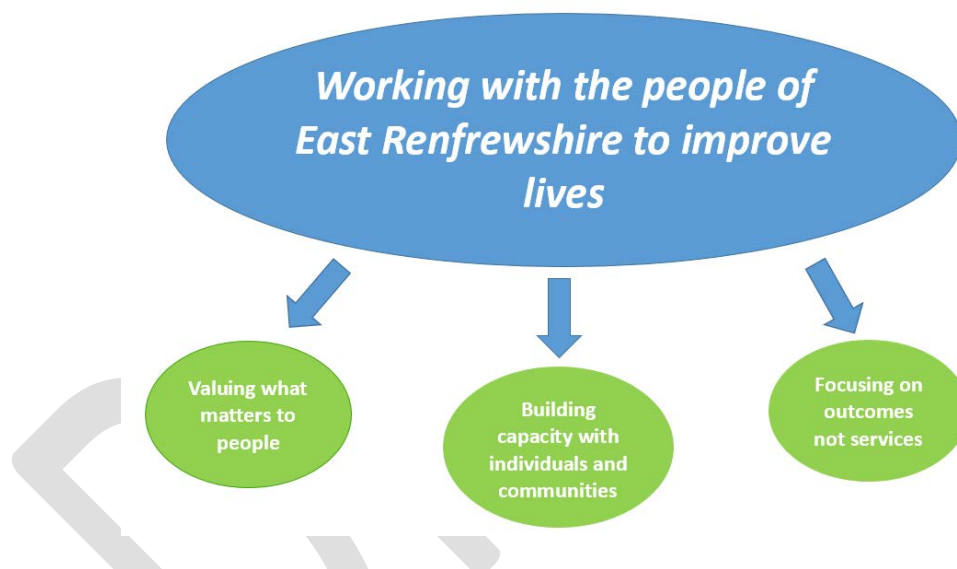 Working with the people of
East Renfrewshire to improve
lives
Valuing what
matters to
people
Building
capacity with
individuals and
communities
Focusing on
outcomes
not services